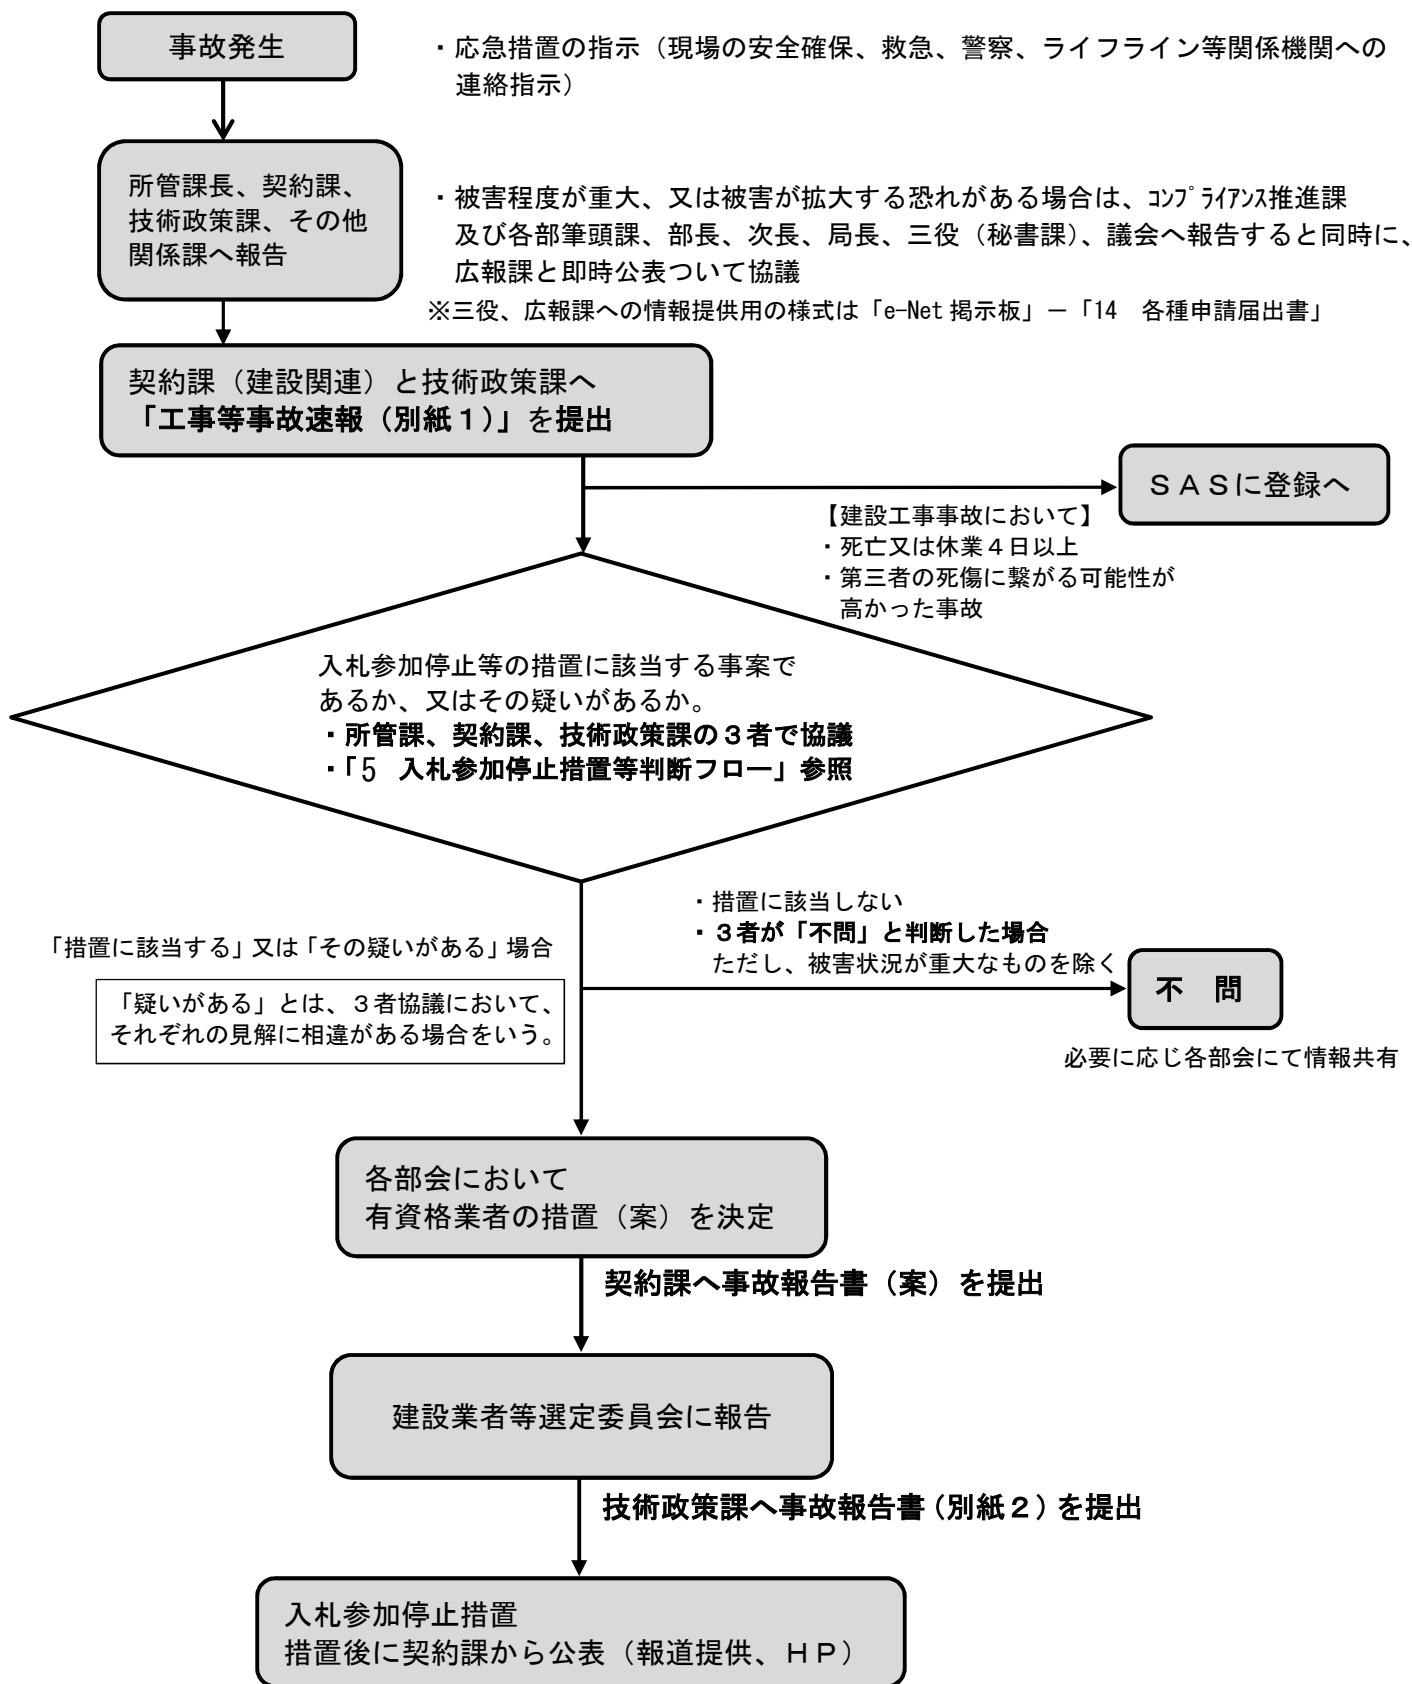 事故発生
・応急措置の指示（現場の安全確保、救急、警察、ライフライン等関係機関への
連絡指示）
所管課長、契約課、
技術政策課、その他
関係課へ報告
・被害程度が重大、又は被害が拡大する恐れがある場合は、ｺﾝﾌﾟﾗｲｱﾝｽ推進課
及び各部筆頭課、部長、次長、局長、三役（秘書課）、議会へ報告すると同時に、
広報課と即時公表ついて協議
※三役、広報課への情報提供用の様式は「e-Net 掲示板」－「14　各種申請届出書」
契約課（建設関連）と技術政策課へ
「工事等事故速報（別紙１）」を提出
ＳＡＳに登録へ
【建設工事事故において】
・死亡又は休業４日以上
・第三者の死傷に繋がる可能性が
高かった事故
入札参加停止等の措置に該当する事案で
あるか、又はその疑いがあるか。
・所管課、契約課、技術政策課の３者で協議
・「５　入札参加停止措置等判断フロー」参照
・措置に該当しない
・３者が「不問」と判断した場合
ただし、被害状況が重大なものを除く
「措置に該当する」又は「その疑いがある」場合
「疑いがある」とは、３者協議において、
それぞれの見解に相違がある場合をいう。
不　問
必要に応じ各部会にて情報共有
各部会において
有資格業者の措置（案）を決定
契約課へ事故報告書（案）を提出
建設業者等選定委員会に報告
技術政策課へ事故報告書（別紙２）を提出
入札参加停止措置
措置後に契約課から公表（報道提供、ＨＰ）